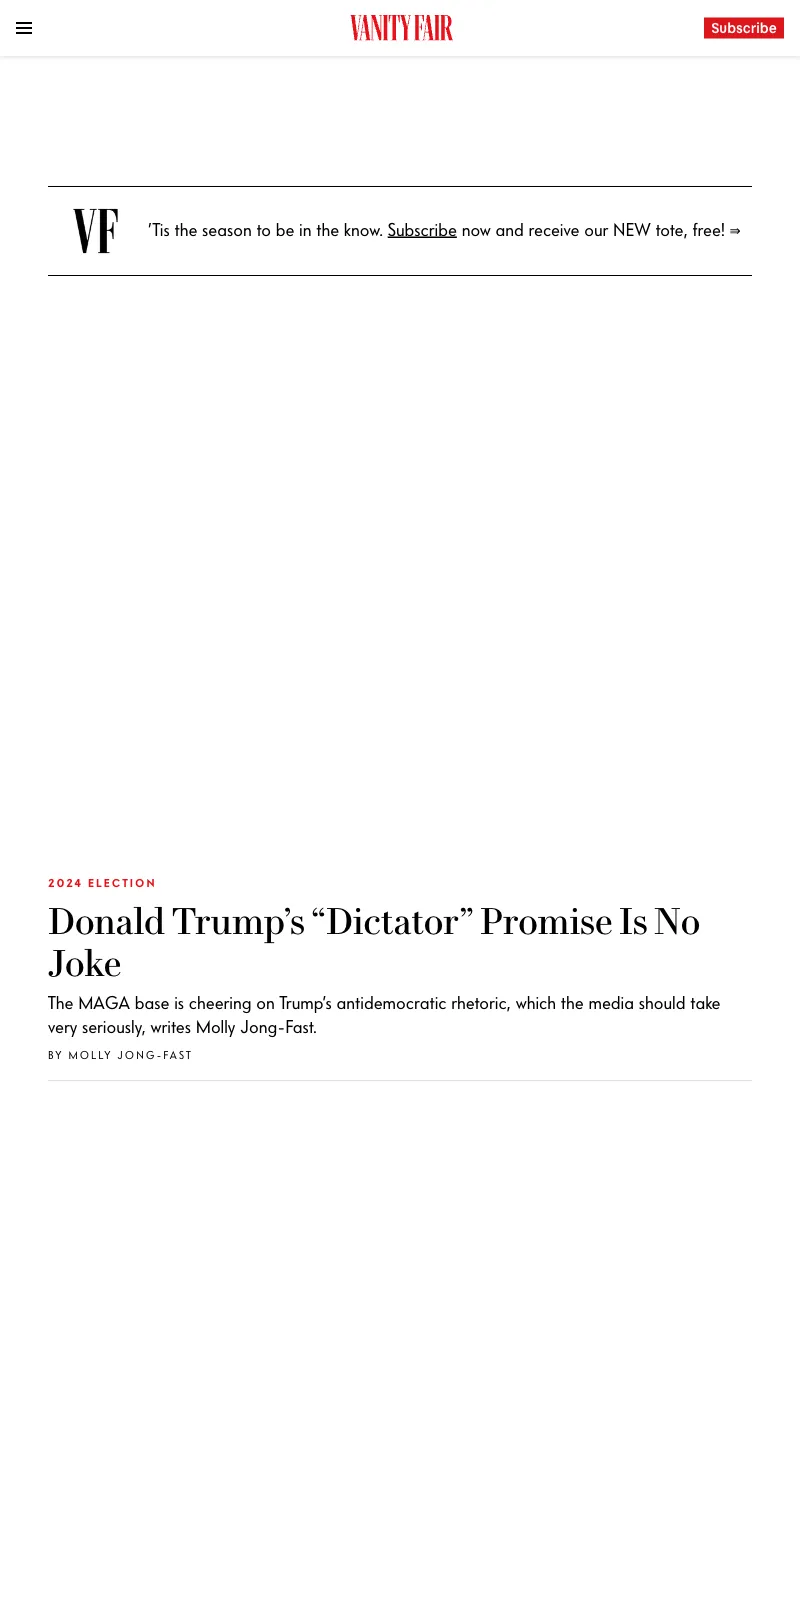 VANITY FAIR
Subscribe
VF
’Tis the season to be in the know. Subscribe now and receive our NEW tote, free! ⇛
2024 ELECTION
Donald Trump’s “Dictator” Promise Is No
Joke
The MAGA base is cheering on Trump’s antidemocratic rhetoric, which the media should take
very seriously, writes Molly Jong-Fast.
BY MOLLY JONG-FAST